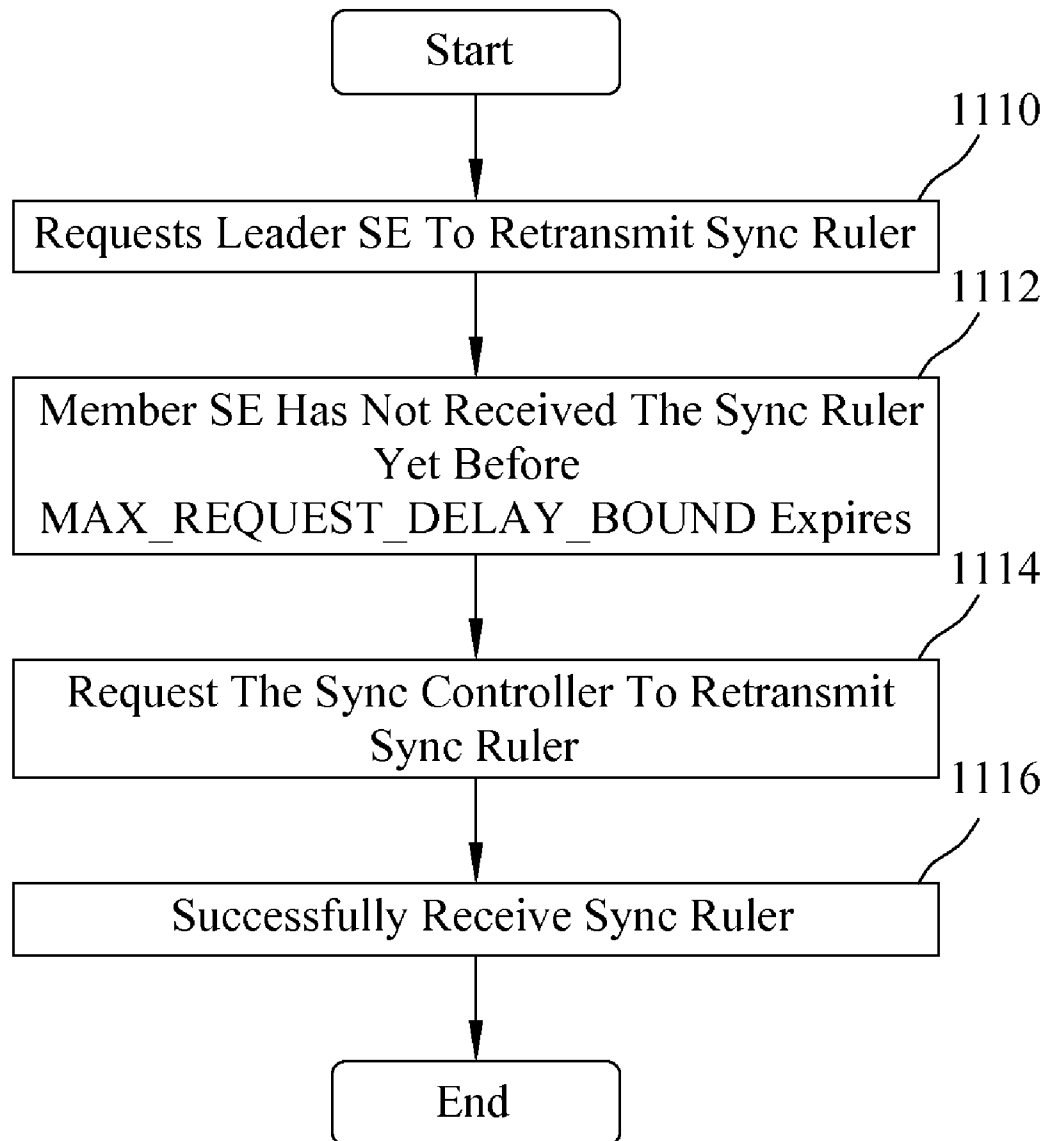 Start
1110
Requests Leader SE To Retransmit Sync Ruler
1112
Member SE Has Not Received The Sync Ruler
Yet Before
MAX_REQUEST_DELAY_BOUND Expires
1114
Request The Sync Controller To Retransmit
Sync Ruler
1116
Successfully Receive Sync Ruler
End